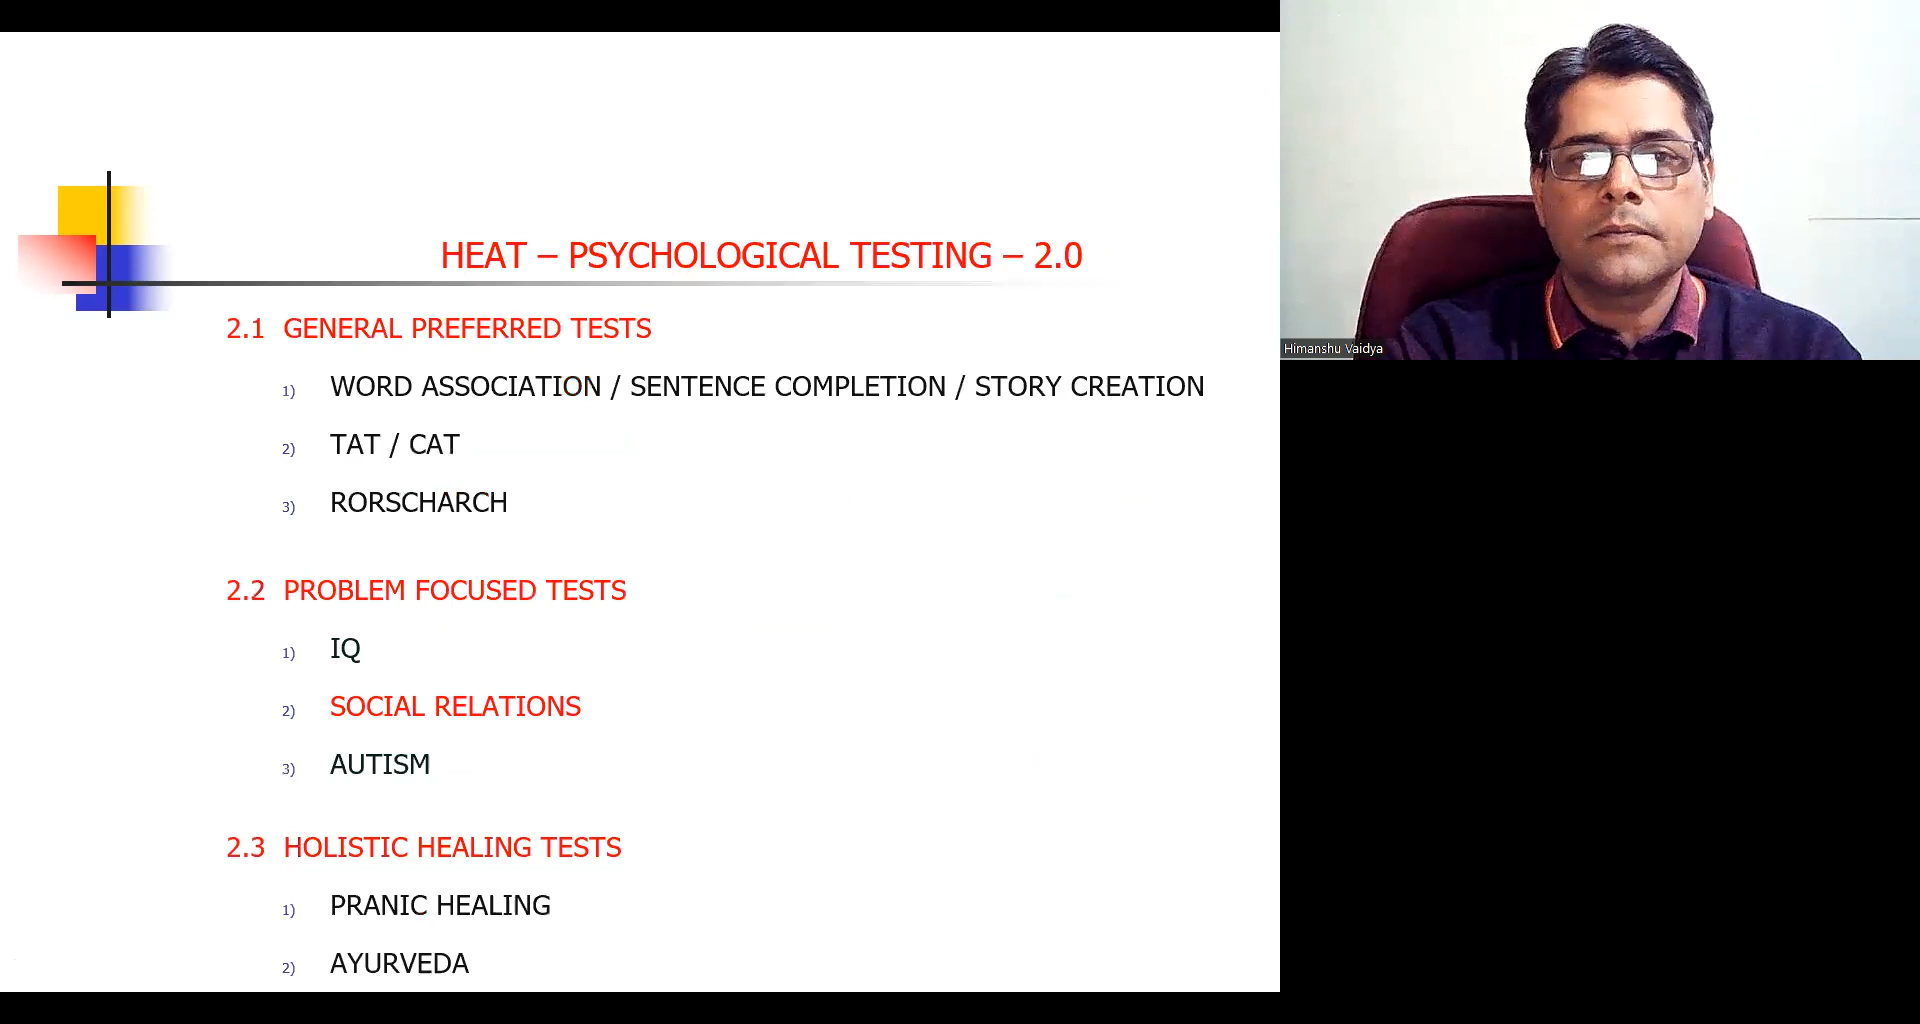 HEAT – PSYCHOLOGICAL TESTING – 2.0
2.1 GENERAL PREFERRED TESTS
1) WORD ASSOCIATION / SENTENCE COMPLETION / STORY CREATION
2) TAT / CAT
3) RORSCHARCH
2.2 PROBLEM FOCUSED TESTS
1) IQ
2) SOCIAL RELATIONS
3) AUTISM
2.3 HOLISTIC HEALING TESTS
1) PRANIC HEALING
2) AYURVEDA
Himanshu Vaidya